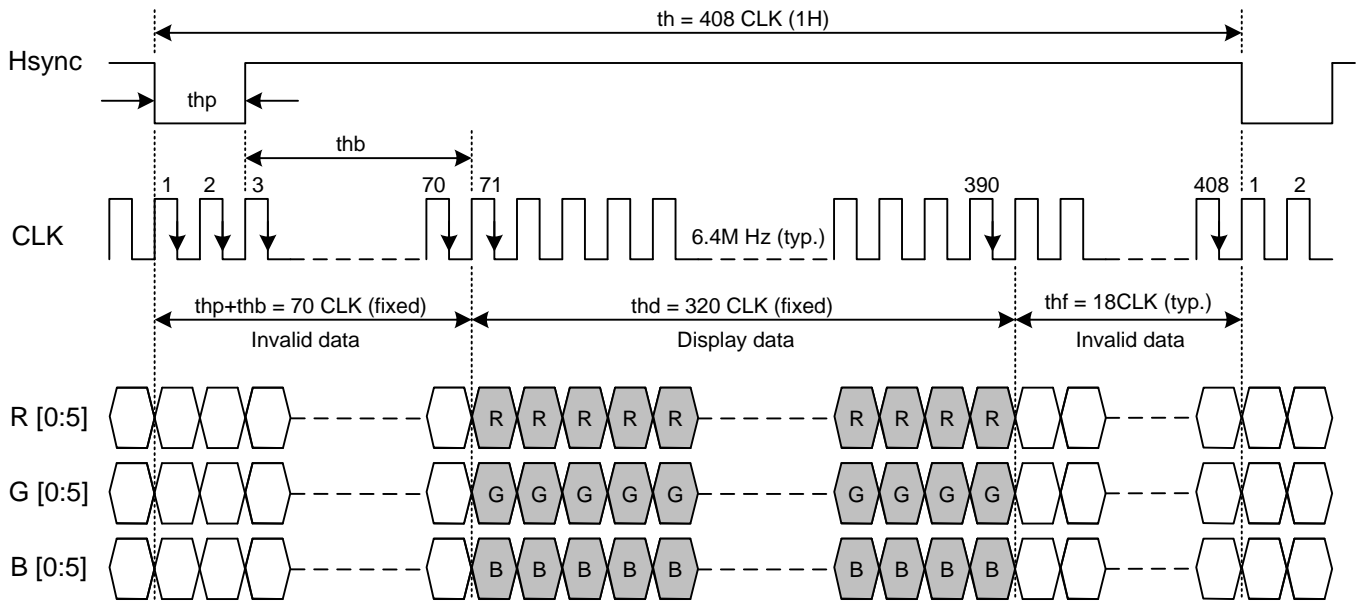 th = 408 CLK (1H)
Hsync
thp
thb
1 2 3 70 71 390 408 1 2
CLK
6.4M Hz (typ.)
thp+thb = 70 CLK (fixed) thd = 320 CLK (fixed) thf = 18CLK (typ.)
Invalid data Display data Invalid data
R [0:5] R R R R R R R R R
G [0:5] G G G G G G G G G
B [0:5] B B B B B B B B B